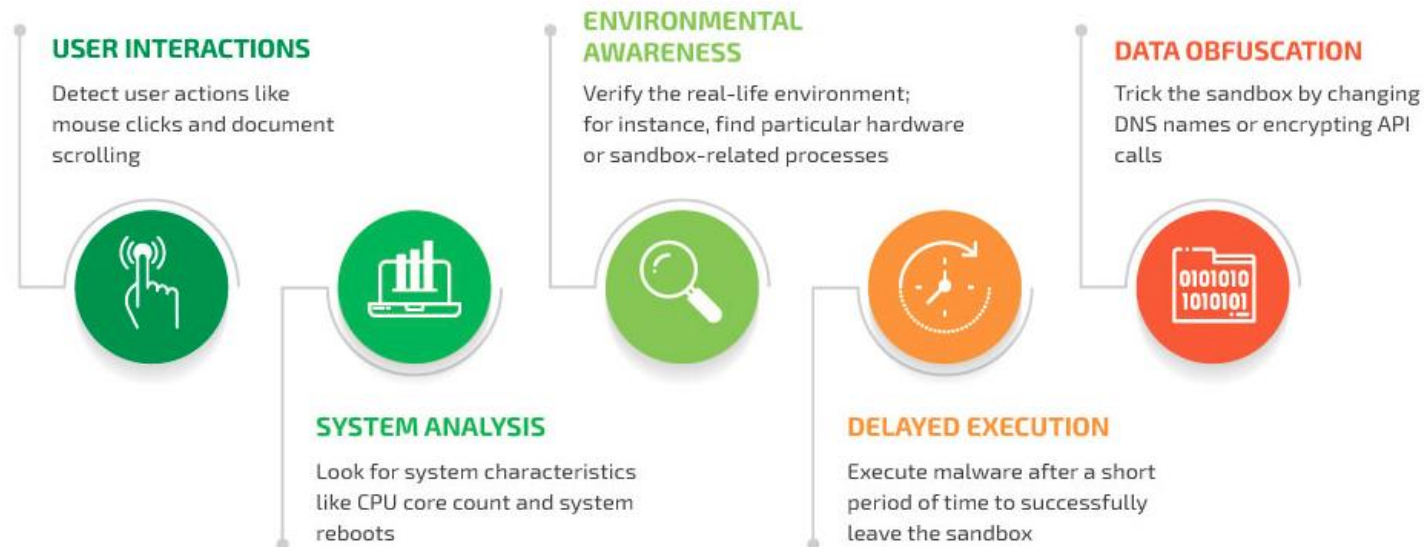 USER INTERACTIONS
Detect user actions like
mouse clicks and document
scrolling
SYSTEM ANALYSIS
Look for system characteristics
like CPU core count and system
reboots
ENVIRONMENTAL
AWARENESS
Verify the real-life environment;
for instance, find particular hardware
or sandbox-related processes
DELAYED EXECUTION
Execute malware after a short
period of time to successfully
leave the sandbox
DATA OBFUSCATION
Trick the sandbox by changing
DNS names or encrypting API
calls
0101010
1010101